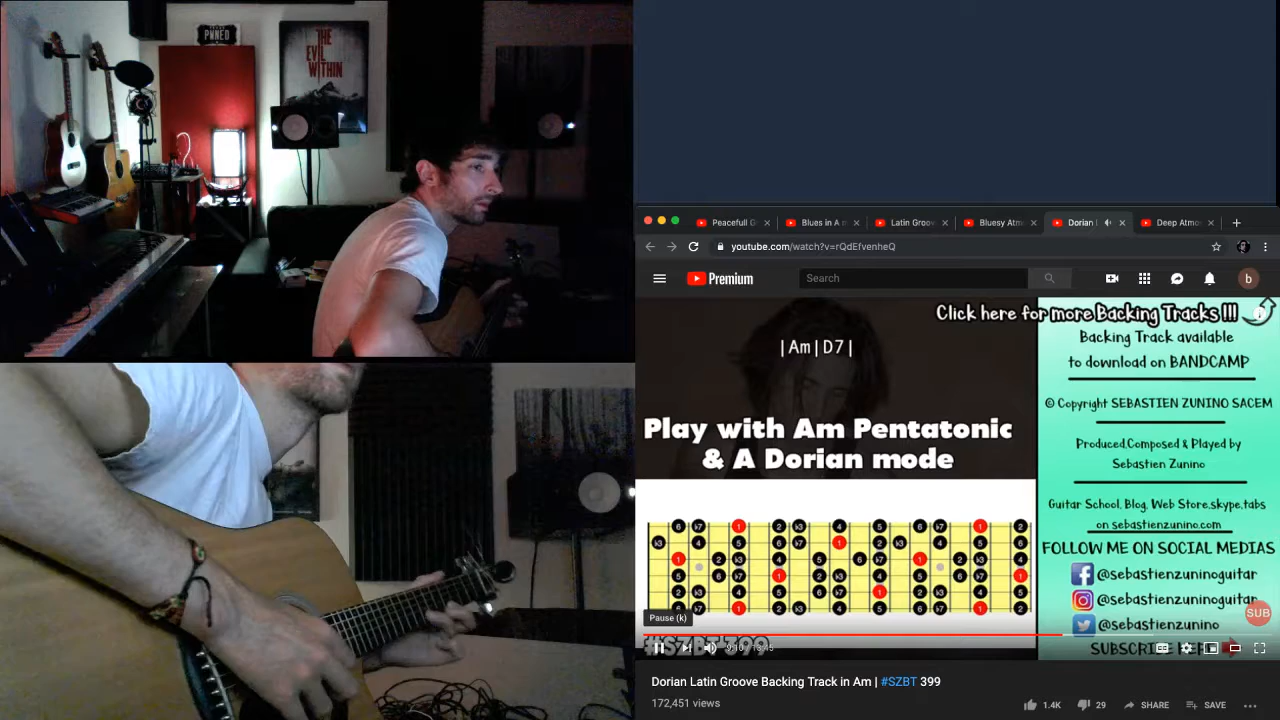 PWNED
THE
EVIL
WITHIN
Peacefull G
Blues in A m
Latin Groov
Bluesy Atm
Dorian
Deep Atmo
youtube.com/watch?v=rQdEfvenheQ
Premium
Search
b
Click here for more Backing Tracks !!!
|Am|D7|
Play with Am Pentatonic
& A Dorian mode
Backing Track available
to download on BANDCAMP
© Copyright SEBASTIEN ZUNINO SACEM
Produced,Composed & Played by
Sebastien Zunino
Guitar School, Blog, Web Store,skype,tabs
on sebastienzunino.com
FOLLOW ME ON SOCIAL MEDIAS
@sebastienzuninoguitar
@sebastienzuninoguitar
@sebastienzunino
SUB
Pause (k)
#SZBT 399
Dorian Latin Groove Backing Track in Am | #SZBT 399
172,451 views
1.4K
29
SHARE
SAVE